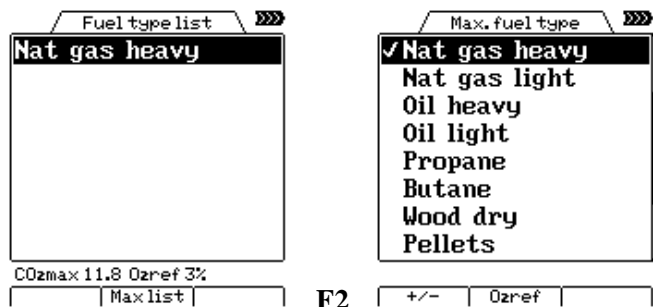 Fuel type list
Nat gas heavy
CO2max 11.8 O2ref 3%
Max list
F2
Max. fuel type
✓Nat gas heavy
Nat gas light
Oil heavy
Oil light
Propane
Butane
Wood dry
Pellets
+/- O2ref